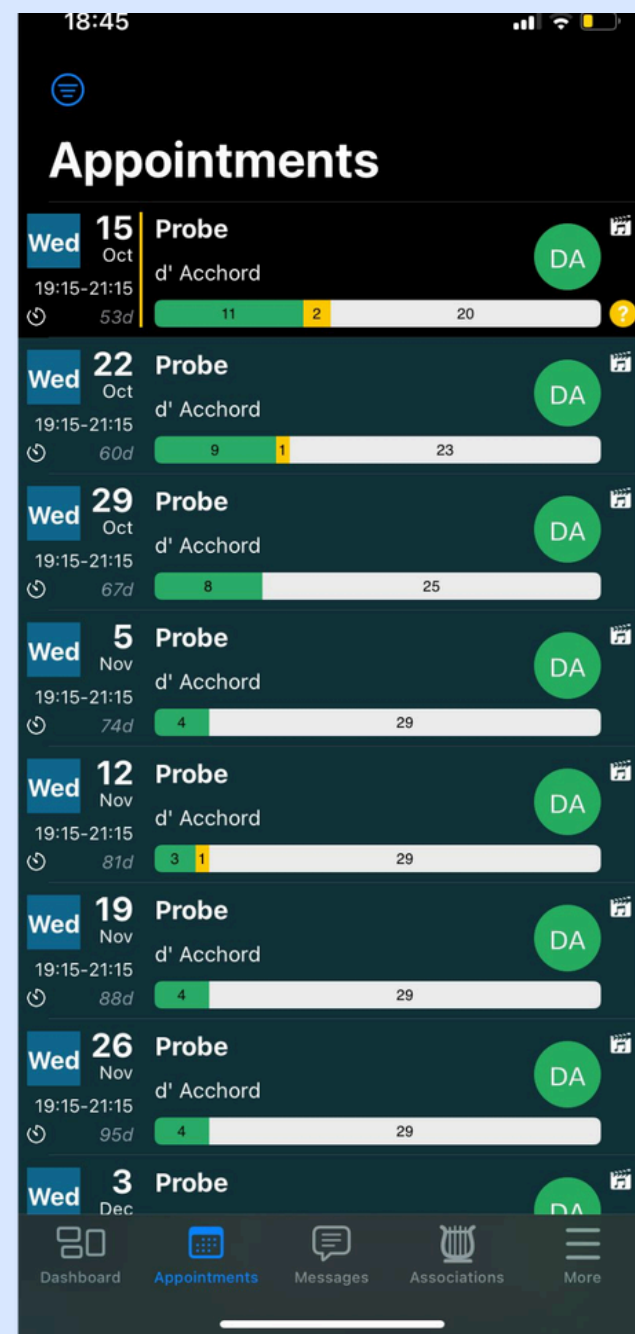 18:45
Appointments
Wed 15 Probe
Oct
d' Acchord DA
19:15-21:15
53d 11 2 20 ?
Wed 22 Probe
Oct
d' Acchord DA
19:15-21:15
60d 9 1 23
Wed 29 Probe
Oct
d' Acchord DA
19:15-21:15
67d 8 25
Wed 5 Probe
Nov
d' Acchord DA
19:15-21:15
74d 4 29
Wed 12 Probe
Nov
d' Acchord DA
19:15-21:15
81d 3 1 29
Wed 19 Probe
Nov
d' Acchord DA
19:15-21:15
88d 4 29
Wed 26 Probe
Nov
d' Acchord DA
19:15-21:15
95d 4 29
Wed 3 Probe
Dec DA
Dashboard Appointments Messages Associations More